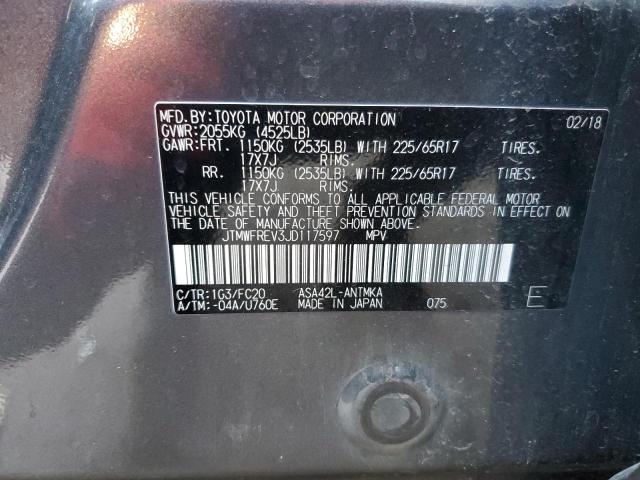 MFD.BY:TOYOTA MOTOR CORPORATION 02/18
GVWR:2055KG (4525LB)
GAWR:FRT. 1150KG (2535LB) WITH 225/65R17 TIRES.
17X7J RIMS.
RR. 1150KG (2535LB) WITH 225/65R17 TIRES.
17X7J RIMS.
THIS VEHICLE CONFORMS TO ALL APPLICABLE FEDERAL MOTOR
VEHICLE SAFETY AND THEFT PREVENTION STANDARDS IN EFFECT ON
THE DATE OF MANUFACTURE SHOWN ABOVE.
JTMWFREV3JD117597 MPV
C/TR:1G3/FC20 ASA42L-ANTMKA
A/TM:-04A/U760E MADE IN JAPAN 075 E